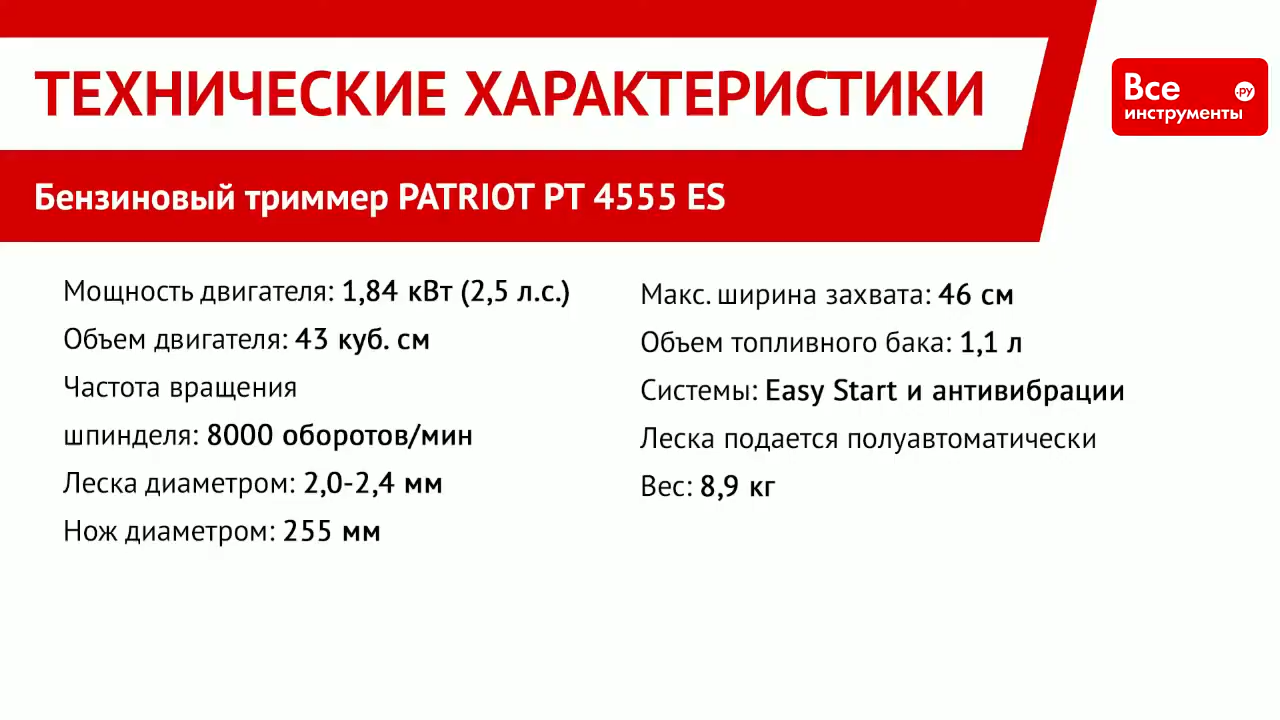 ТЕХНИЧЕСКИЕ ХАРАКТЕРИСТИКИ
Все
.РУ
инструменты
Бензиновый триммер PATRIOT PT 4555 ES
Мощность двигателя: 1,84 кВт (2,5 л.с.)
Объем двигателя: 43 куб. см
Частота вращения
шпинделя: 8000 оборотов/мин
Леска диаметром: 2,0-2,4 мм
Нож диаметром: 255 мм
Макс. ширина захвата: 46 см
Объем топливного бака: 1,1 л
Системы: Easy Start и антивибрации
Леска подается полуавтоматически
Вес: 8,9 кг